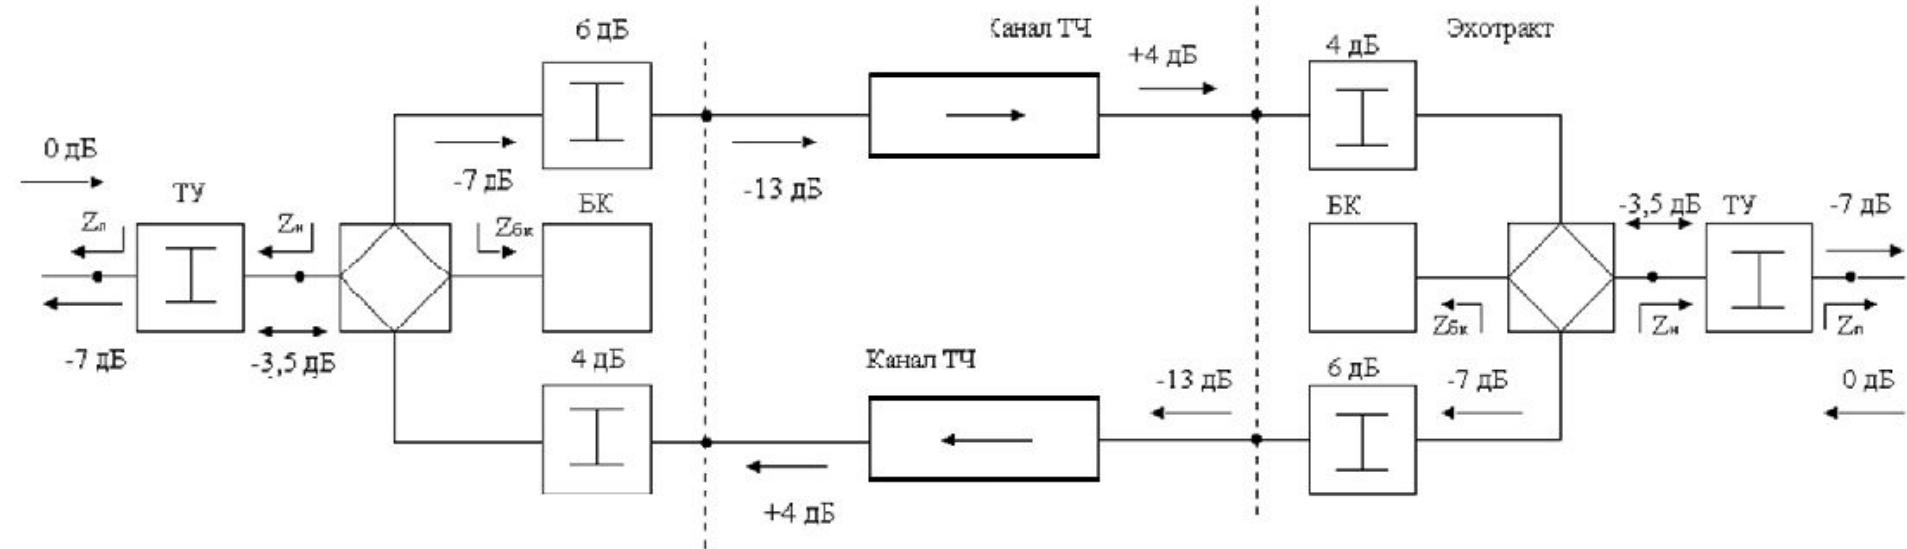 6 дБ
Канал ТЧ
Эхотракт
+4 дБ
4 дБ
0 дБ
-7 дБ
-13 дБ
ТУ
БК
БК
-3,5 дБ
ТУ
-7 дБ
Zл
Zн
Zбк
-7 дБ
-3,5 дБ
4 дБ
Канал ТЧ
-13 дБ
6 дБ
-7 дБ
Zбк
Zн
Zл
0 дБ
+4 дБ